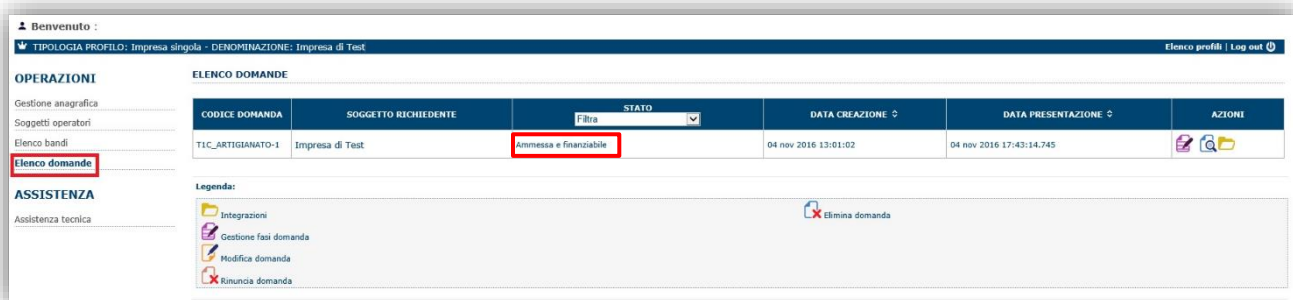 Benvenuto :
TIPOLOGIA PROFILO: Impresa singola - DENOMINAZIONE: Impresa di Test
Elenco profili | Log out
OPERAZIONI
Gestione anagrafica
Soggetti operatori
Elenco bandi
Elenco domande
ASSISTENZA
Assistenza tecnica
ELENCO DOMANDE
CODICE DOMANDA SOGGETTO RICHIEDENTE STATO DATA CREAZIONE DATA PRESENTAZIONE AZIONI
Filtra
T1C_ARTIGIANATO-1 Impresa di Test Ammessa e finanziabile 04 nov 2016 13:01:02 04 nov 2016 17:43:14.745
Legenda:
Integrazioni
Gestione fasi domanda
Modifica domanda
Rinuncia domanda
Elimina domanda